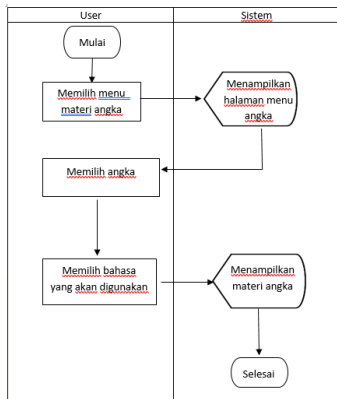 User
Sistem
Mulai
Memilih menu
materi angka
Menampilkan
halaman menu
angka
Memilih angka
Memilih bahasa
yang akan digunakan
Menampilkan
materi angka
Selesai